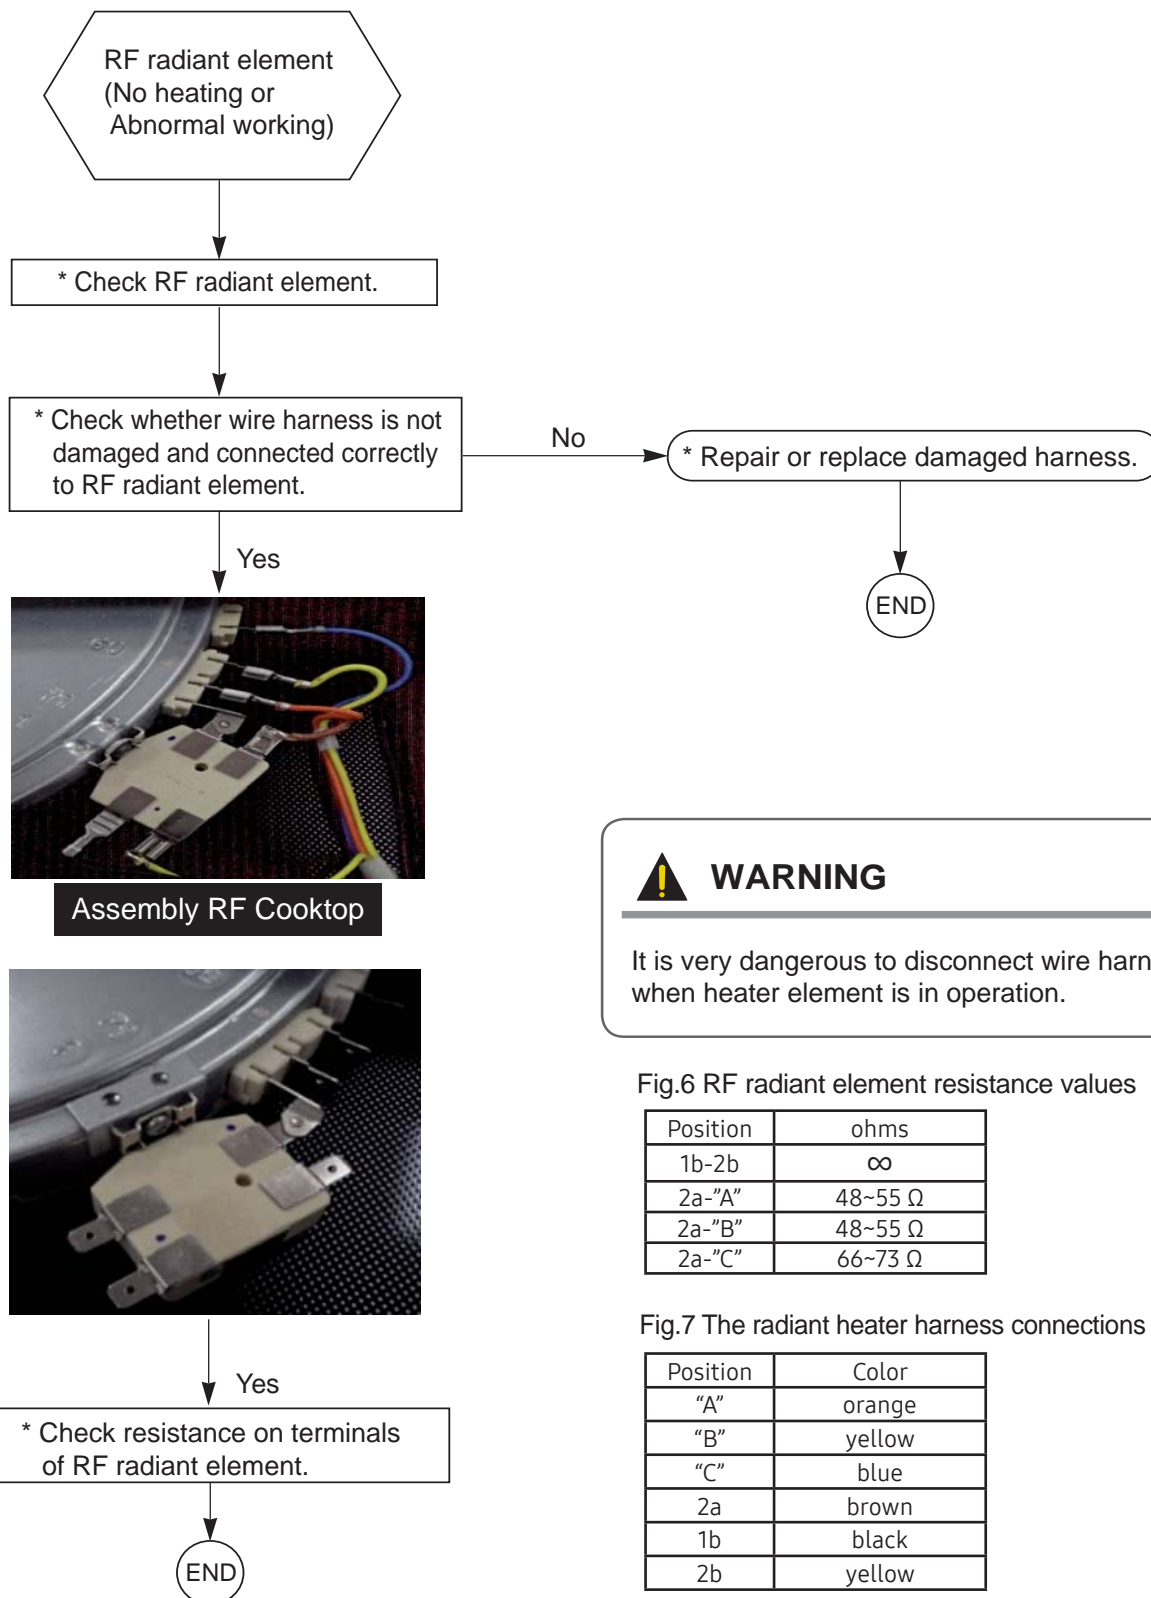 RF radiant element
(No heating or
Abnormal working)
* Check RF radiant element.
* Check whether wire harness is not
damaged and connected correctly
to RF radiant element.
No
* Repair or replace damaged harness.
Yes
END
Assembly RF Cooktop
WARNING
It is very dangerous to disconnect wire harn
when heater element is in operation.
Fig.6 RF radiant element resistance values
Position ohms
1b-2b ∞
2a-”A” 48~55 Ω
2a-”B” 48~55 Ω
2a-”C” 66~73 Ω
Fig.7 The radiant heater harness connections
Position Color
“A” orange
“B” yellow
“C” blue
2a brown
1b black
2b yellow
Yes
* Check resistance on terminals
of RF radiant element.
END